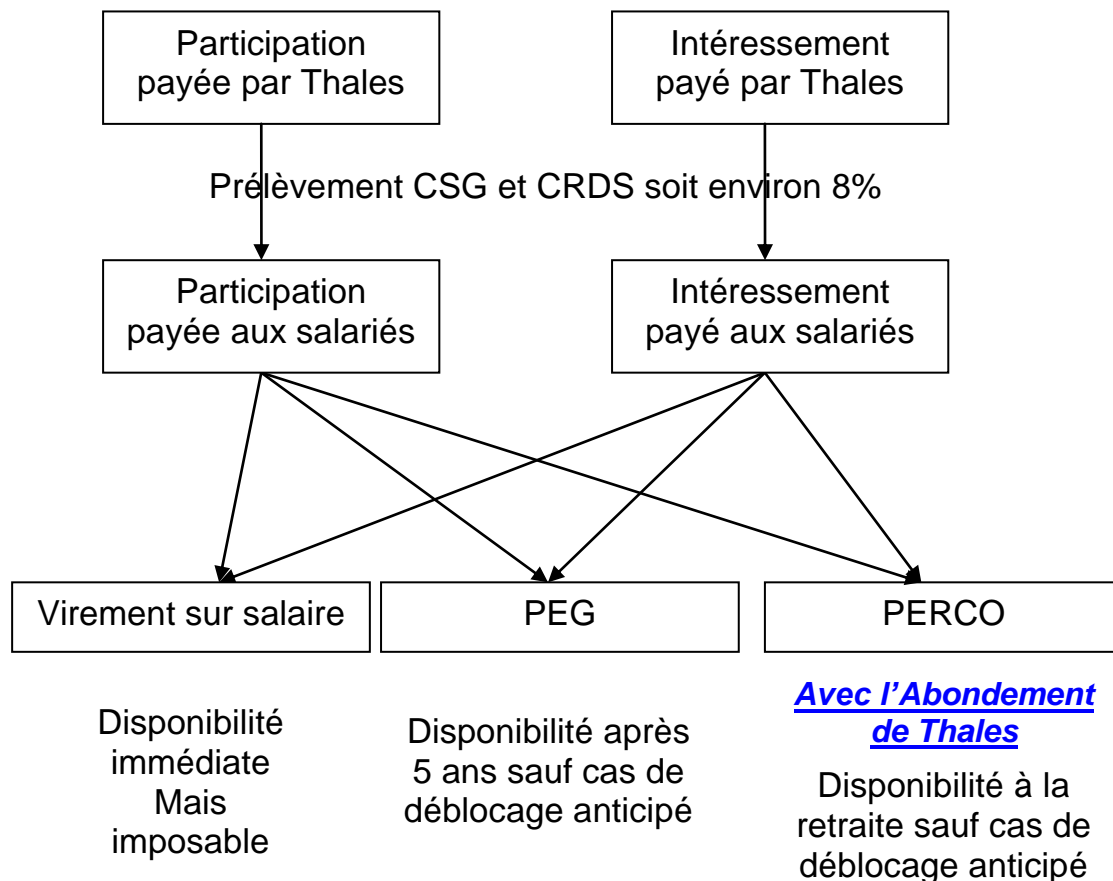 Participation
payée par Thales
Intéressement
payé par Thales
Prélèvement CSG et CRDS soit environ 8%
Participation
payée aux salariés
Intéressement
payé aux salariés
Virement sur salaire
PEG
PERCO
Disponibilité
immédiate
Mais
imposable
Disponibilité après
5 ans sauf cas de
déblocage anticipé
Avec l’Abondement
de Thales
Disponibilité à la
retraite sauf cas de
déblocage anticipé